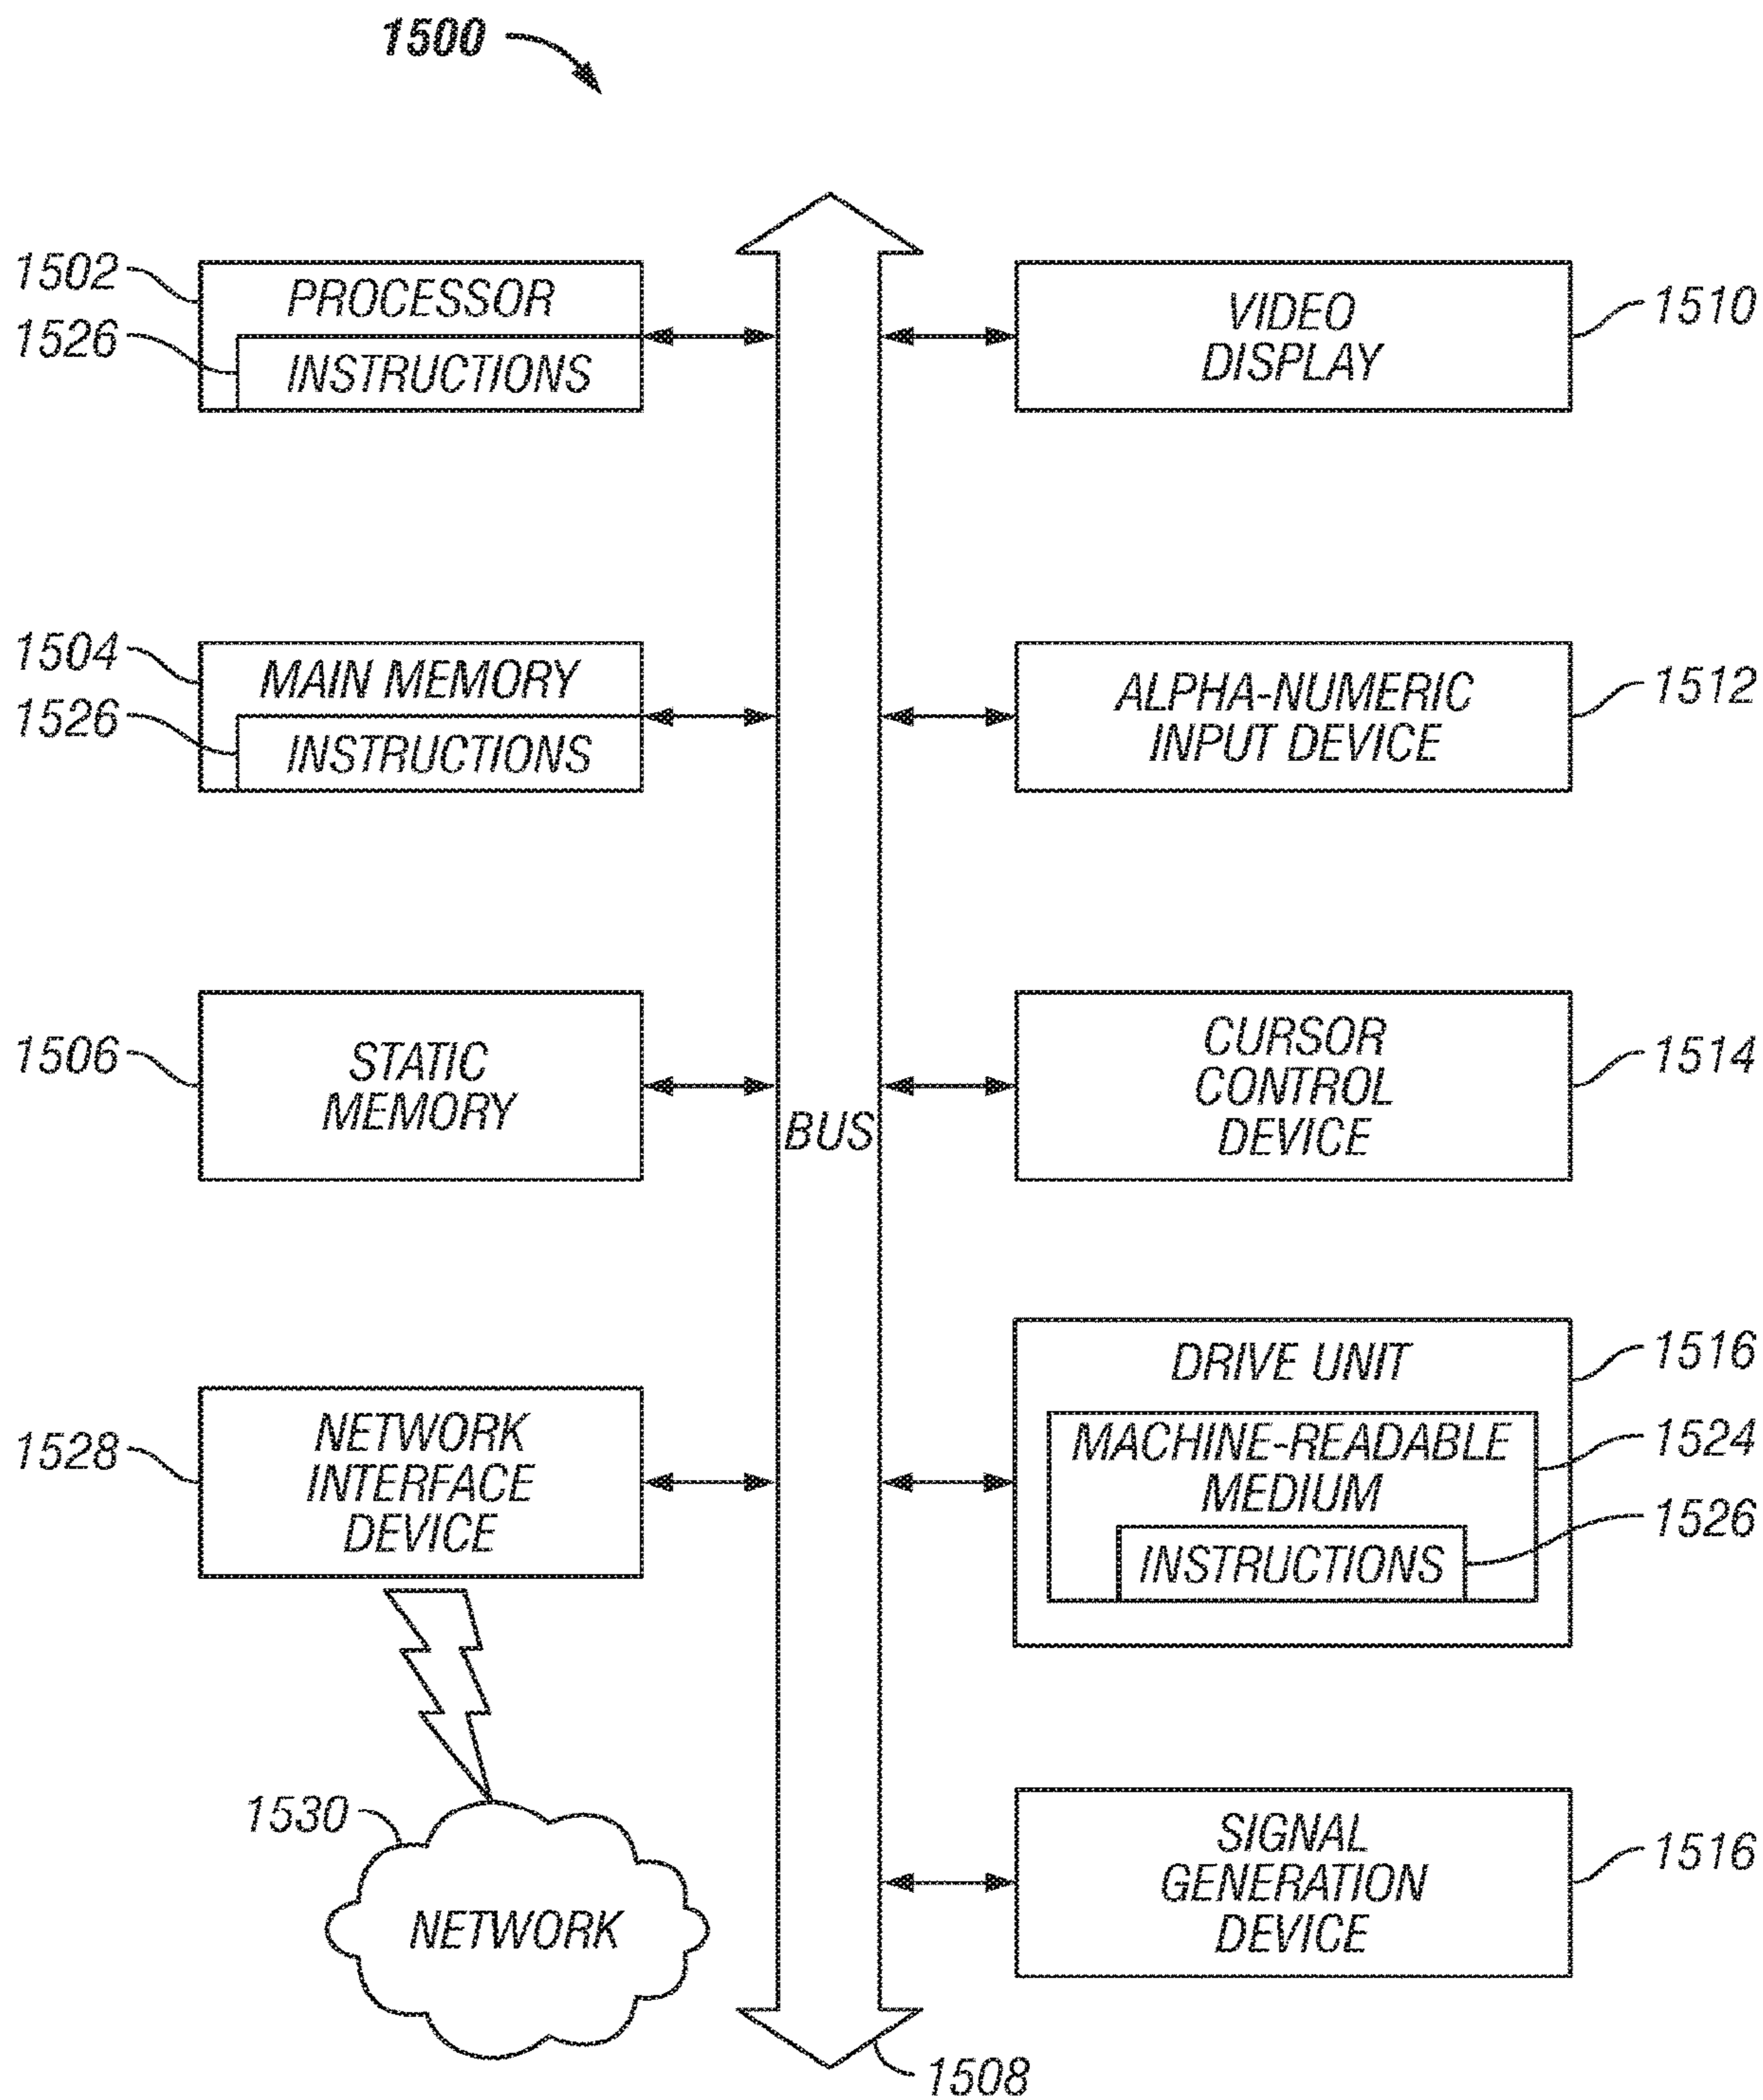 1500
1502
PROCESSOR
1526
INSTRUCTIONS
VIDEO
DISPLAY
1510
1504
MAIN MEMORY
1526
INSTRUCTIONS
ALPHA-NUMERIC
INPUT DEVICE
1512
1506
STATIC
MEMORY
BUS
CURSOR
CONTROL
DEVICE
1514
1528
NETWORK
INTERFACE
DEVICE
DRIVE UNIT
1516
MACHINE-READABLE
MEDIUM
1524
INSTRUCTIONS
1526
1530
NETWORK
SIGNAL
GENERATION
DEVICE
1516
1508